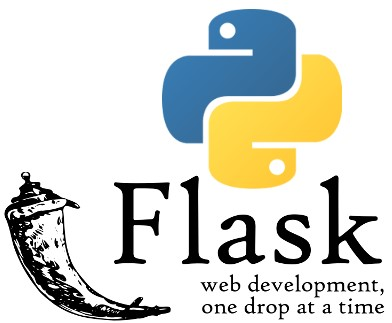 Flask
web development,
one drop at a time